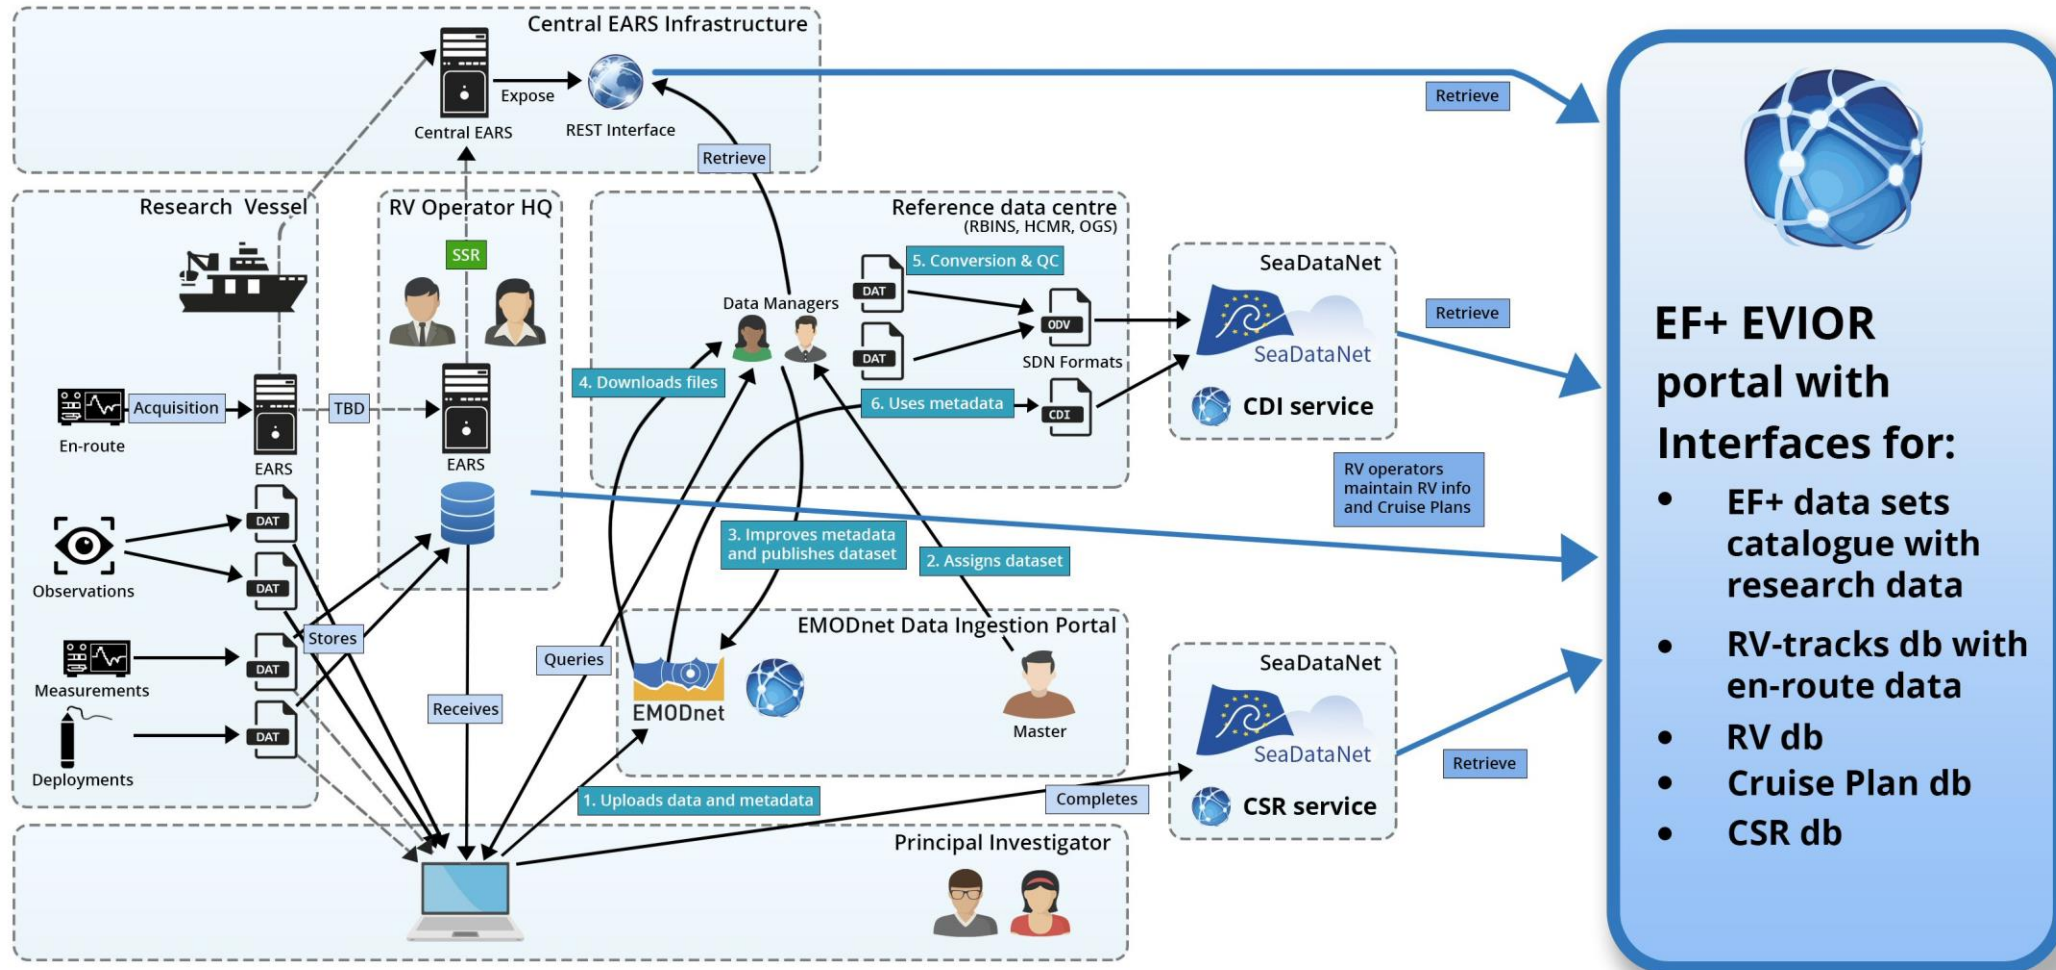 Central EARS Infrastructure
Expose
Central EARS
REST Interface
Retrieve
Retrieve
Research Vessel
En-route
Acquisition
EARS
TBD
DAT
DAT
Observations
Stores
DAT
Measurements
DAT
Deployments
RV Operator HQ
SSR
EARS
Receives
Reference data centre
(RBINS, HCMR, OGS)
5. Conversion & QC
DAT
Data Managers
ODV
DAT
SDN Formats
4. Downloads files
6. Uses metadata
CDI
3. Improves metadata
and publishes dataset
2. Assigns dataset
Queries
EMODnet Data Ingestion Portal
EMODnet
Master
1. Uploads data and metadata
Completes
Principal Investigator
SeaDataNet
SeaDataNet
CDI service
Retrieve
RV operators
maintain RV info
and Cruise Plans
SeaDataNet
SeaDataNet
CSR service
Retrieve
EF+ EVIOR
portal with
Interfaces for:
• EF+ data sets
catalogue with
research data
• RV-tracks db with
en-route data
• RV db
• Cruise Plan db
• CSR db